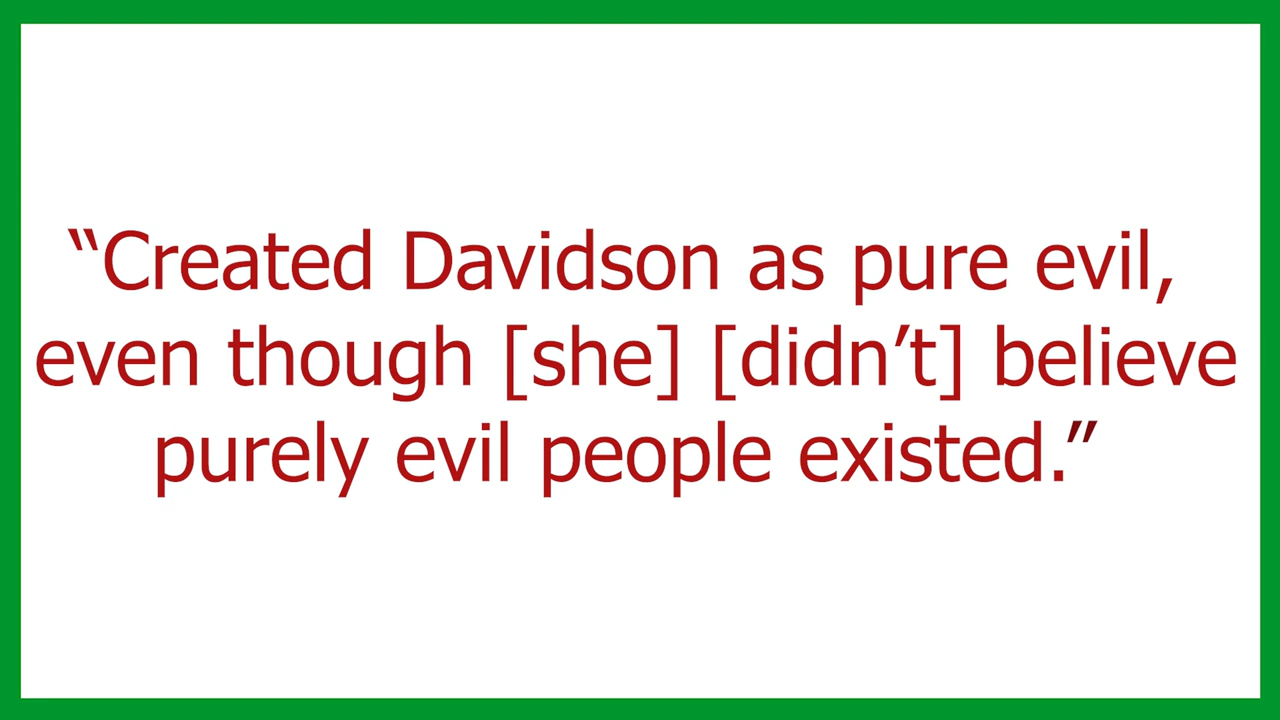 “Created Davidson as pure evil,
even though [she] [didn’t] believe
purely evil people existed.”